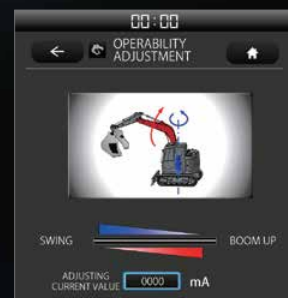 00:00
OPERABILITY
ADJUSTMENT
SWING
BOOM UP
ADJUSTING
CURRENT VALUE 0000 mA